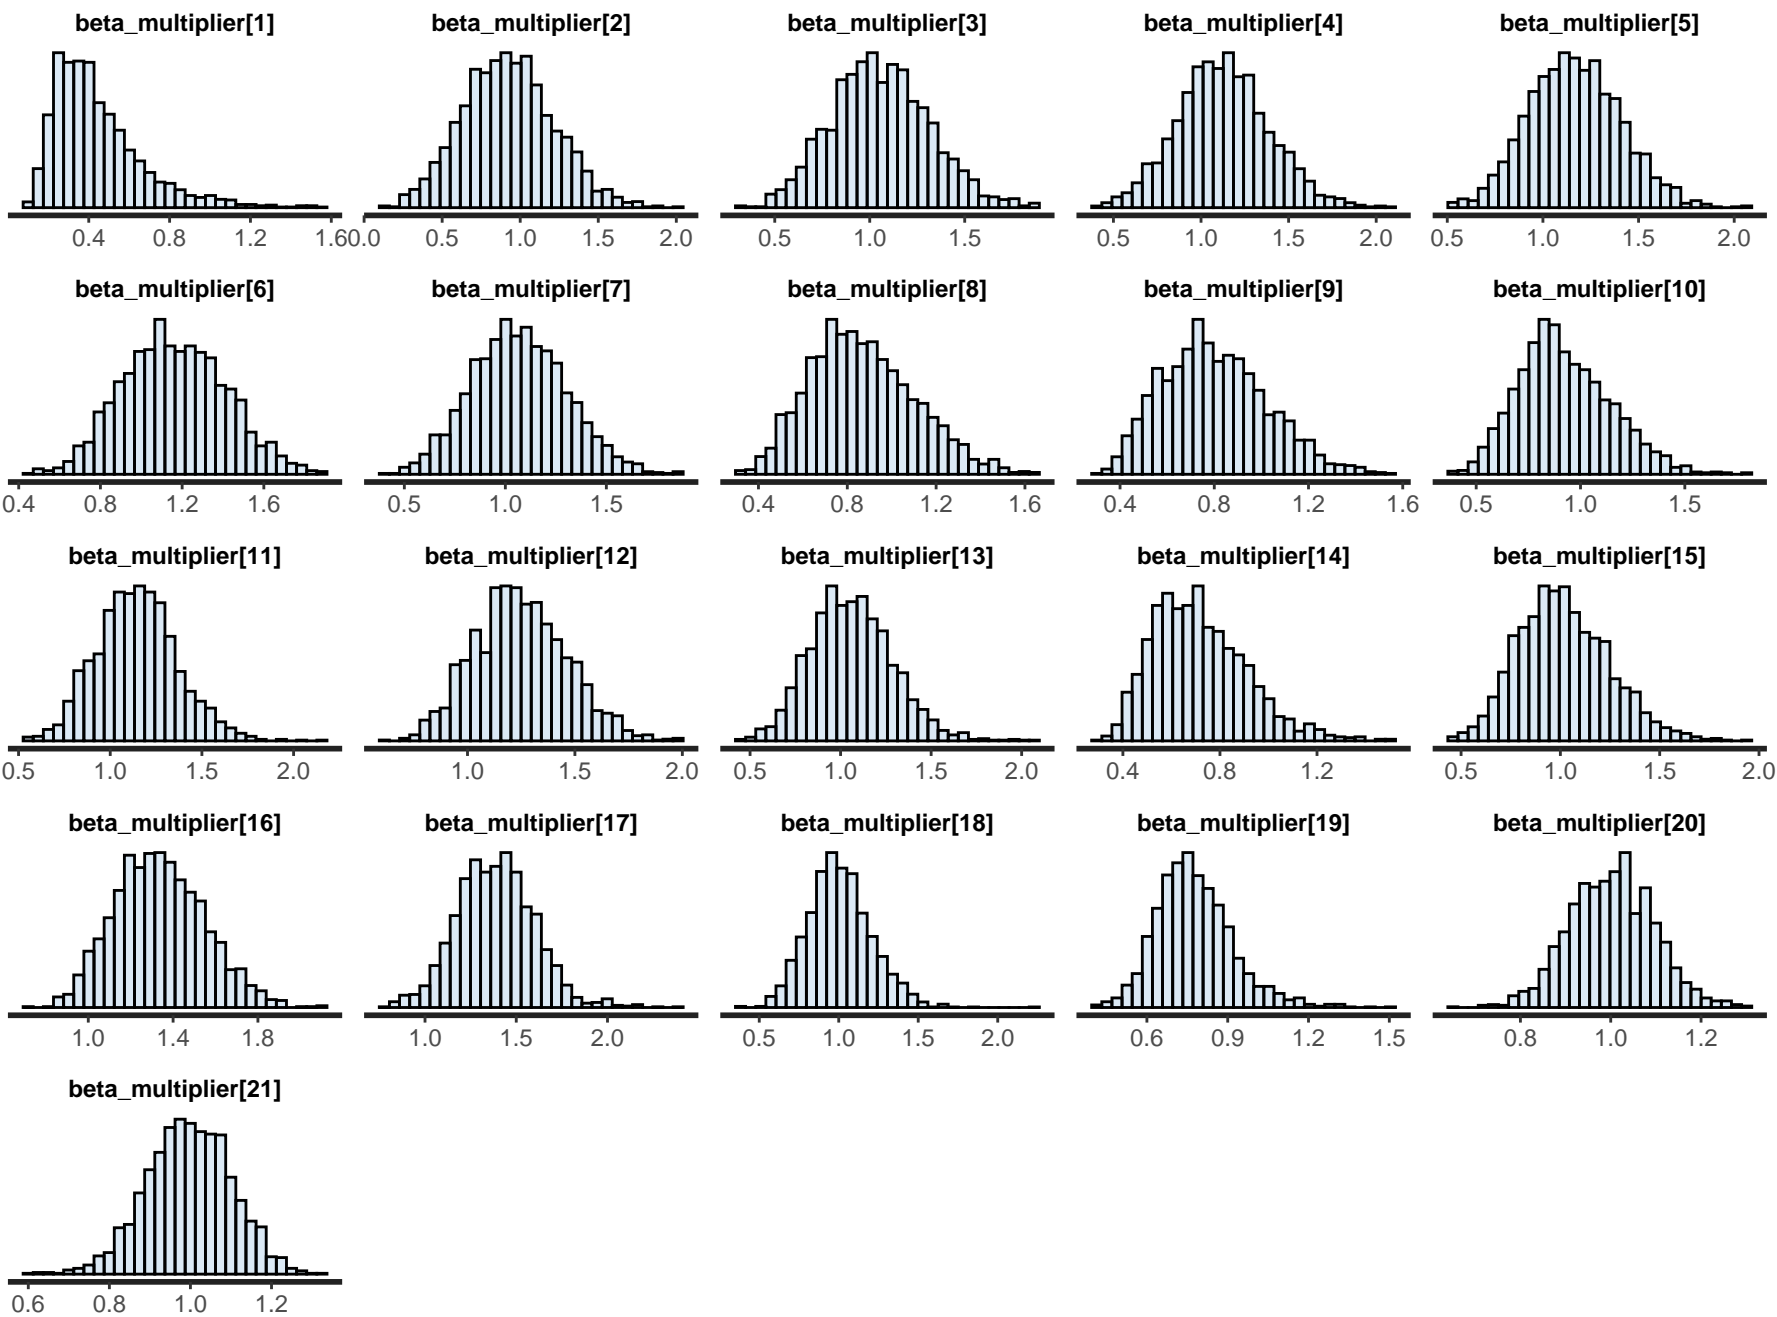 beta_multiplier[1] beta_multiplier[2] beta_multiplier[3] beta_multiplier[4] beta_multiplier[5]
0.4 0.8 1.2 1.6 0.0 0.5 1.0 1.5 2.0 0.5 1.0 1.5 0.5 1.0 1.5 2.0 0.5 1.0 1.5 2.0
beta_multiplier[6] beta_multiplier[7] beta_multiplier[8] beta_multiplier[9] beta_multiplier[10]
0.4 0.8 1.2 1.6 0.5 1.0 1.5 0.4 0.8 1.2 1.6 0.4 0.8 1.2 1.6 0.5 1.0 1.5
beta_multiplier[11] beta_multiplier[12] beta_multiplier[13] beta_multiplier[14] beta_multiplier[15]
0.5 1.0 1.5 2.0 1.0 1.5 2.0 0.5 1.0 1.5 2.0 0.4 0.8 1.2 0.5 1.0 1.5 2.0
beta_multiplier[16] beta_multiplier[17] beta_multiplier[18] beta_multiplier[19] beta_multiplier[20]
1.0 1.4 1.8 1.0 1.5 2.0 0.5 1.0 1.5 2.0 0.6 0.9 1.2 1.5 0.8 1.0 1.2
beta_multiplier[21]
0.6 0.8 1.0 1.2